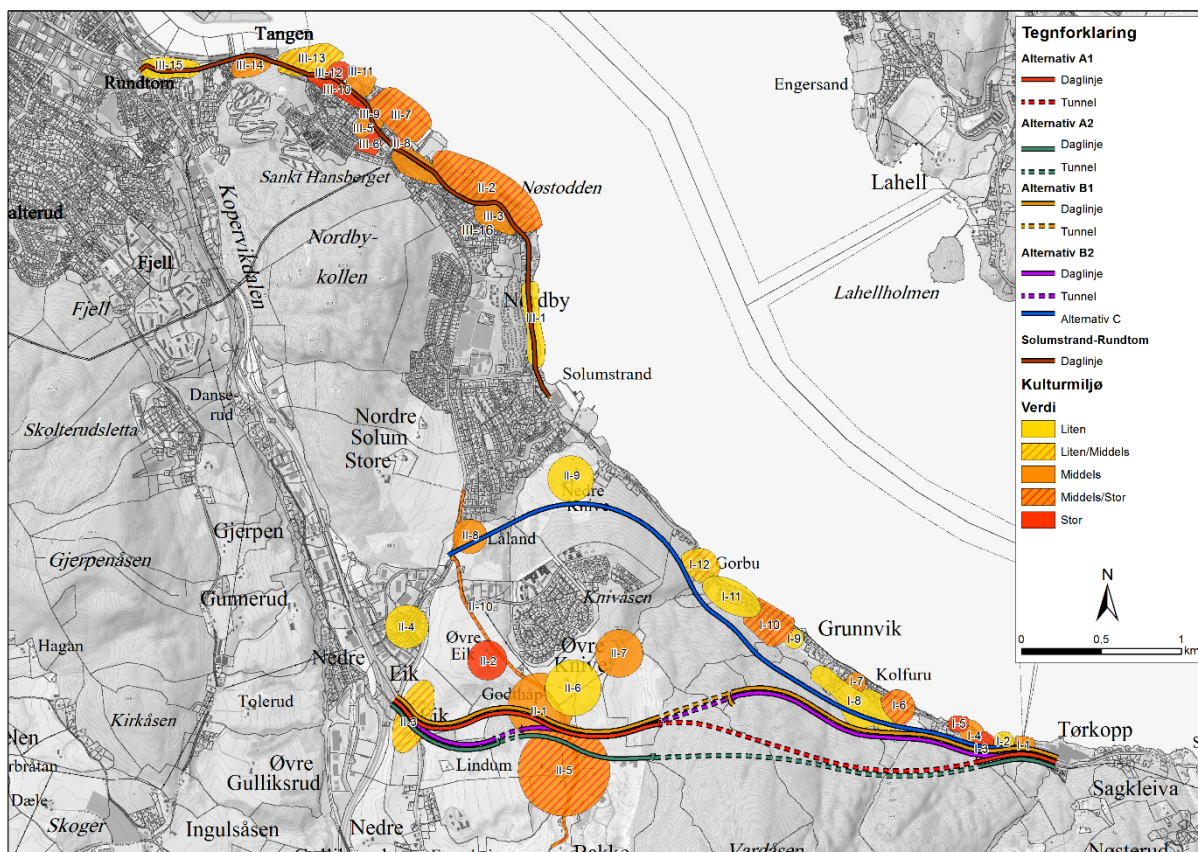 Tangen
III-13
III-15
III-14
III-12
III-11
Rundtom
III-10
III-9
III-7
III-5
III-6
II-8
Sankt Hansberget
II-2
Nøstodden
III-3
III-16
alterud
Kopervikdalen
Nordby-
kollen
Fjell
Fjell
Nordby
III-1
Engersand
Lahell
Lahellholmen
Solumstrand
Danse-
rud
Skolterudsletta
Nordre
Solum
Store
II-9
Nedre
Knive
Gjerpen
II-8
Låland
Gjerpenåsen
I-12
Gorbu
Knivåsen
I-11
Gunnerud
II-10
I-10
II-4
Grunnvik
I-9
Hagan
Nedre
Eik
Øvre
Eik
II-2
Øvre
Knive
II-7
Tolerud
II-6
I-7
Kolfuru
Godthåp
I-8
I-6
Kirkåsen
II-1
II-3
I-5
I-4
I-2
I-1
Tørkopp
I-3
elen
Øvre
Gulliksrud
Lindum
II-5
Sagkleiva
Dæle
Skoger
Ingulsåsen
Nedre
Bakke
Vardåsen
Nøsterud
Tegnforklaring
Alternativ A1
Daglinje
Tunnel
Alternativ A2
Daglinje
Tunnel
Alternativ B1
Daglinje
Tunnel
Alternativ B2
Daglinje
Tunnel
Alternativ C
Solumstrand-Rundtom
Daglinje
Kulturmiljø
Verdi
Liten
Liten/Middels
Middels
Middels/Stor
Stor
N
0 0,5 1
km